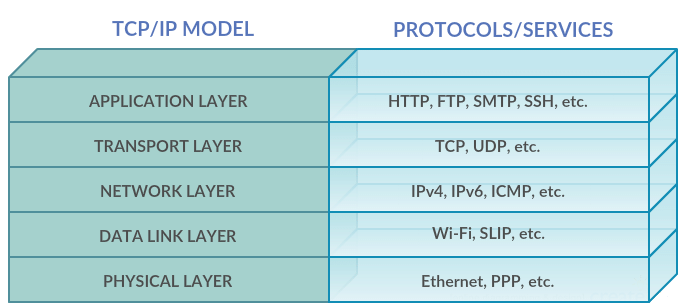 TCP/IP MODEL
PROTOCOLS/SERVICES
APPLICATION LAYER
HTTP, FTP, SMTP, SSH, etc.
TRANSPORT LAYER
TCP, UDP, etc.
NETWORK LAYER
IPv4, IPv6, ICMP, etc.
DATA LINK LAYER
Wi-Fi, SLIP, etc.
PHYSICAL LAYER
Ethernet, PPP, etc.